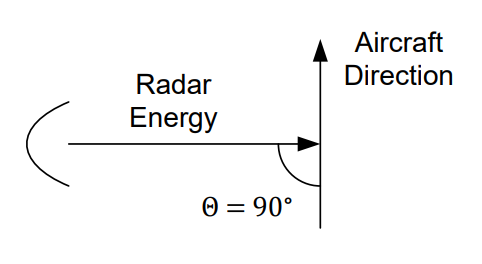 Aircraft
Direction
Radar
Energy
Θ = 90°